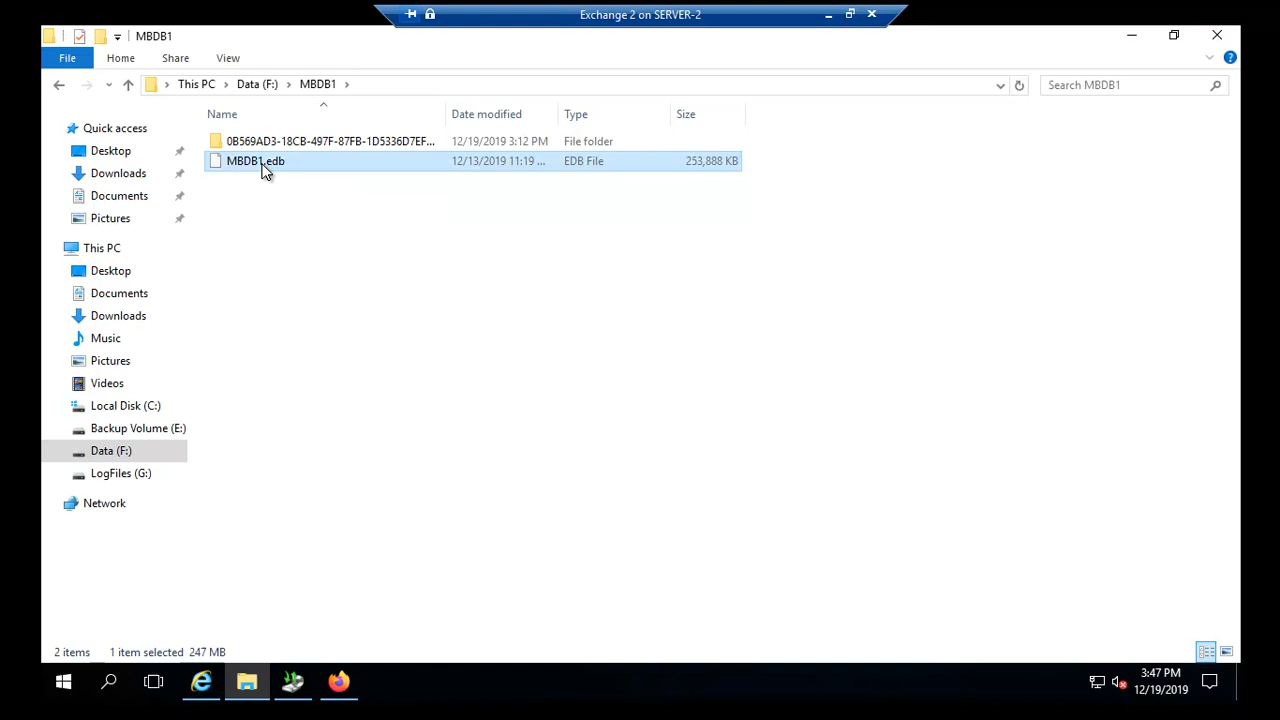 Exchange 2 on SERVER-2
MBDB1
File Home Share View
This PC Data (F:) MBDB1
Search MBDB1
Name Date modified Type Size
0B569AD3-18CB-497F-87FB-1D5336D7EF... 12/19/2019 3:12 PM File folder
MBDB1.edb 12/13/2019 11:19 ... EDB File 253,888 KB
Quick access
Desktop
Downloads
Documents
Pictures
This PC
Desktop
Documents
Downloads
Music
Pictures
Videos
Local Disk (C:)
Backup Volume (E:)
Data (F:)
LogFiles (G:)
Network
2 items 1 item selected 247 MB
3:47 PM
12/19/2019